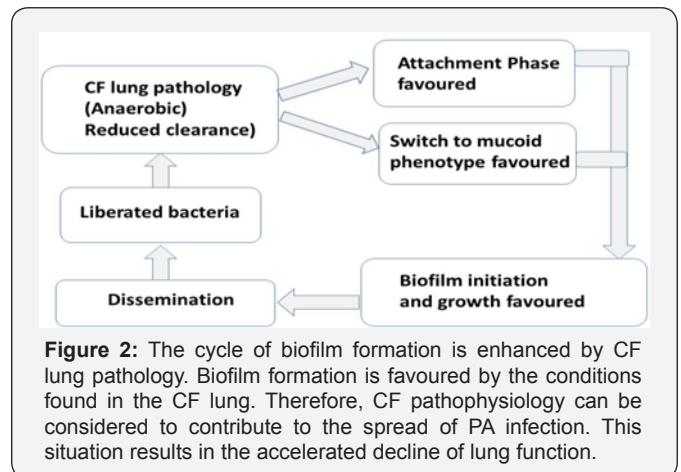 CF lung pathology
(Anaerobic)
Reduced clearance)
Attachment Phase
favoured
Switch to mucoid
phenotype favoured
Liberated bacteria
Dissemination
Biofilm initiation
and growth favoured
Figure 2: The cycle of biofilm formation is enhanced by CF
lung pathology. Biofilm formation is favoured by the conditions
found in the CF lung. Therefore, CF pathophysiology can be
considered to contribute to the spread of PA infection. This
situation results in the accelerated decline of lung function.